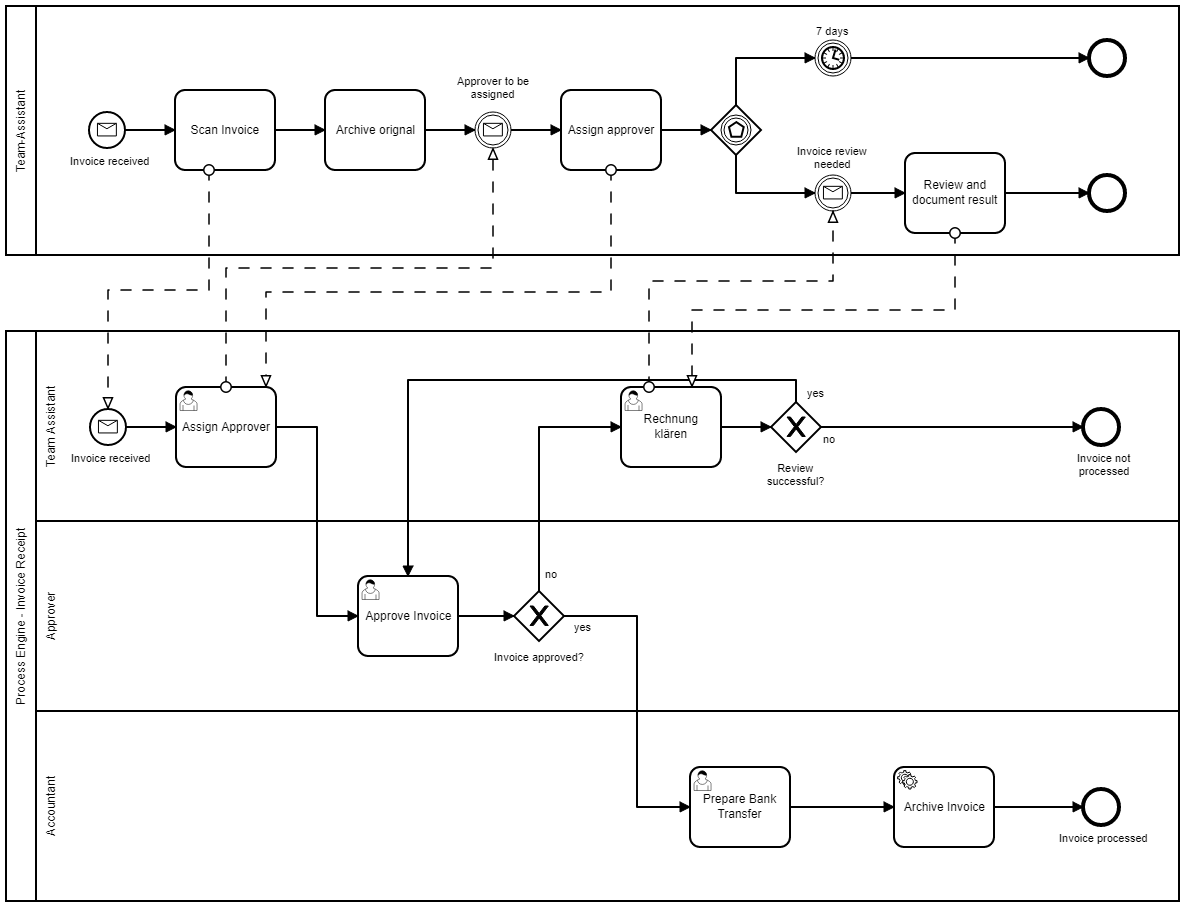 Team-Assistant
7 days
Approver to be
assigned
Scan Invoice
Archive orignal
Assign approver
Invoice received
Invoice review
needed
Review and
document result
Process Engine - Invoice Receipt
Team Assistant
Assign Approver
Invoice received
Rechnung
klären
yes
no
Review
successful?
Invoice not
processed
Approver
Approve Invoice
no
yes
Invoice approved?
Accountant
Prepare Bank
Transfer
Archive Invoice
Invoice processed